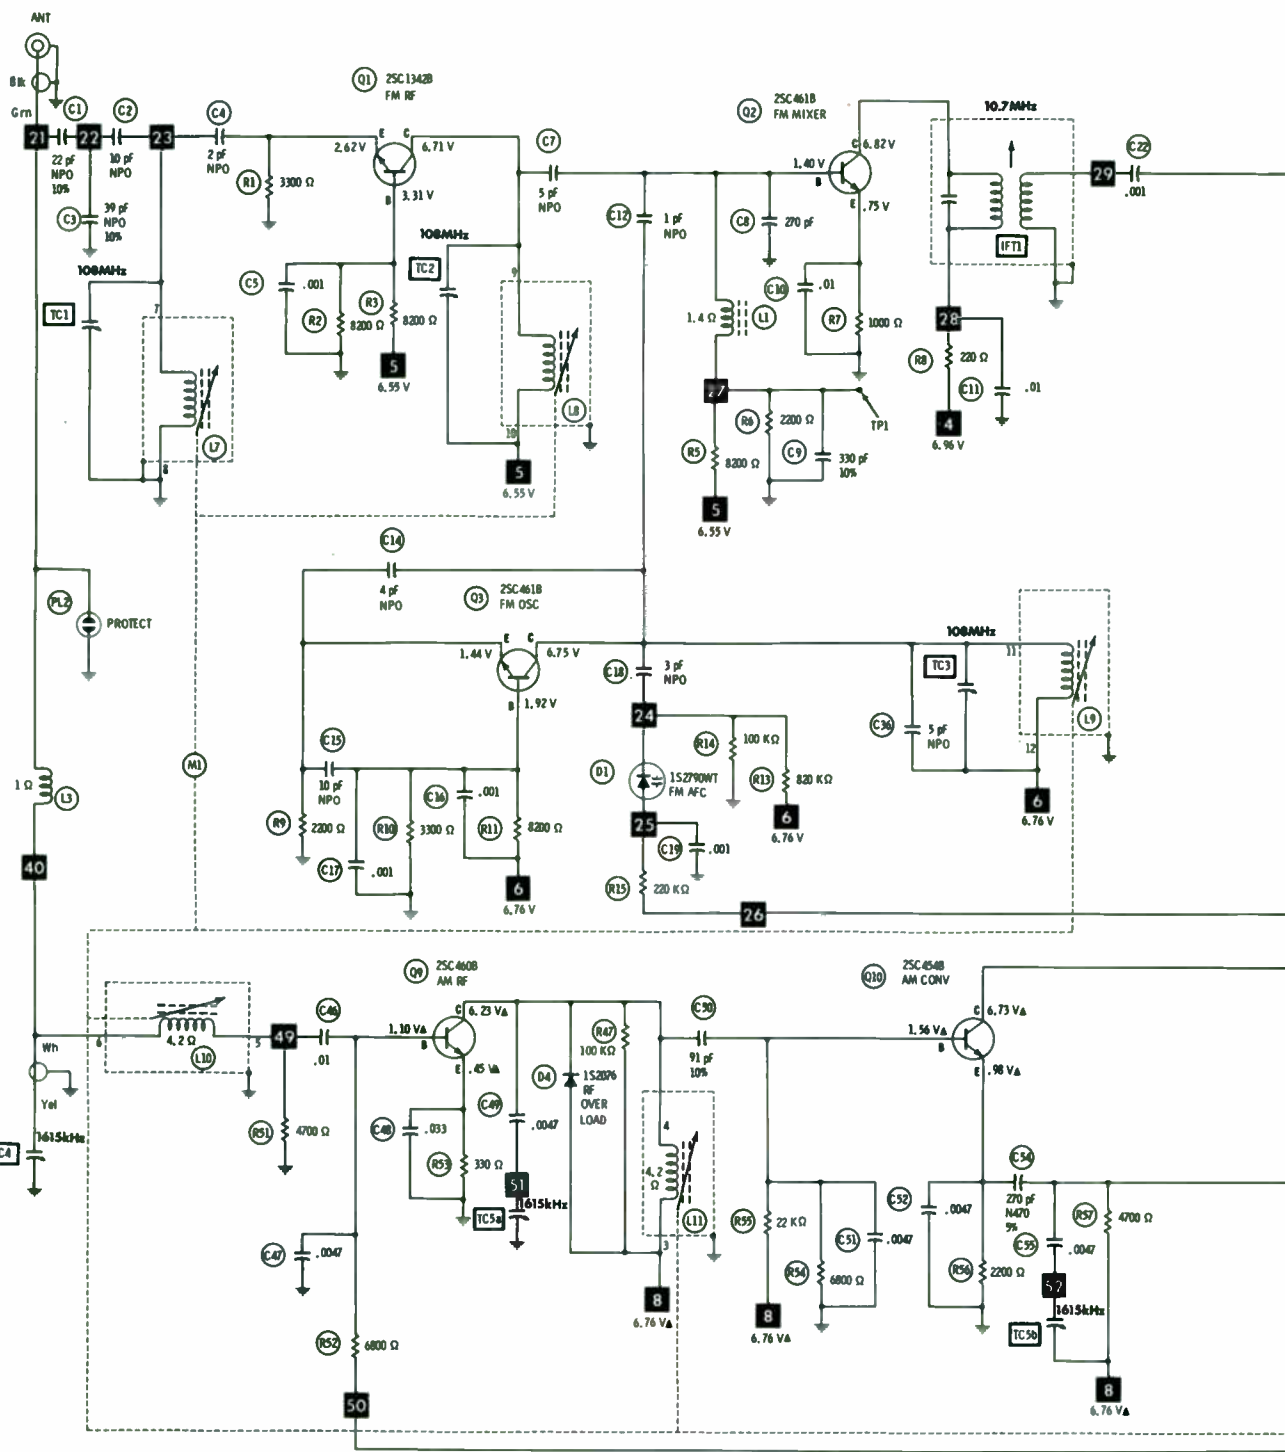 ANT
Blk
Grn
21
C1
22 pF
NPO
10%
22
C2
10 pF
NPO
23
C4
2 pF
NPO
C3
39 pF
NPO
10%
Q1
2SC1342B
FM RF
E
C
2.62 V
6.71 V
B
3.31 V
R1
3300 Ω
C7
5 pF
NPO
Q2
2SC461B
FM MIXER
C
6.82 V
1.40 V
B
E
.75 V
10.7MHz
IFT1
29
C22
.001
108MHz
TC1
7
L7
8
C5
.001
R2
8200 Ω
R3
8200 Ω
5
6.55 V
108MHz
TC2
9
L8
10
5
6.55 V
C12
1 pF
NPO
C8
270 pF
L1
1.4 Ω
C10
.01
R7
1000 Ω
28
R8
220 Ω
C11
.01
4
6.96 V
27
R6
2200 Ω
C9
330 pF
10%
TP1
R5
8200 Ω
5
6.55 V
C14
4 pF
NPO
Q3
2SC461B
FM OSC
E
C
1.44 V
6.75 V
B
1.92 V
PL2
PROTECT
C18
3 pF
NPO
24
R14
100 KΩ
R13
820 KΩ
6
6.76 V
D1
1S2790WT
FM AFC
25
C19
.001
R15
220 KΩ
26
108MHz
TC3
11
C36
5 pF
NPO
L9
12
6
6.76 V
M1
C15
10 pF
NPO
R9
2200 Ω
C17
.001
R10
3300 Ω
C16
.001
R11
8200 Ω
6
6.76 V
1 Ω
L3
40
Wh
Yel
1615kHz
C4
6
4.2 Ω
L10
5
49
C46
.01
R51
4700 Ω
C47
.0047
R52
6800 Ω
50
Q9
2SC460B
AM RF
C
6.23 V▲
1.10 V▲
B
E
.45 V▲
C48
.033
R53
330 Ω
C49
.0047
51
1615kHz
TC5a
D4
1S2076
RF
OVER
LOAD
R47
100 KΩ
4
4.2
Ω
L11
3
8
6.76 V▲
C50
91 pF
10%
Q10
2SC454B
AM CONV
C
6.73 V▲
1.56 V▲
B
E
.98 V▲
R55
22 KΩ
8
6.76 V▲
R54
6800 Ω
C51
.0047
C52
.0047
R56
2200 Ω
C54
270 pF
N470
5%
C55
.0047
R57
4700 Ω
52
1615kHz
TC5b
8
6.76 V▲